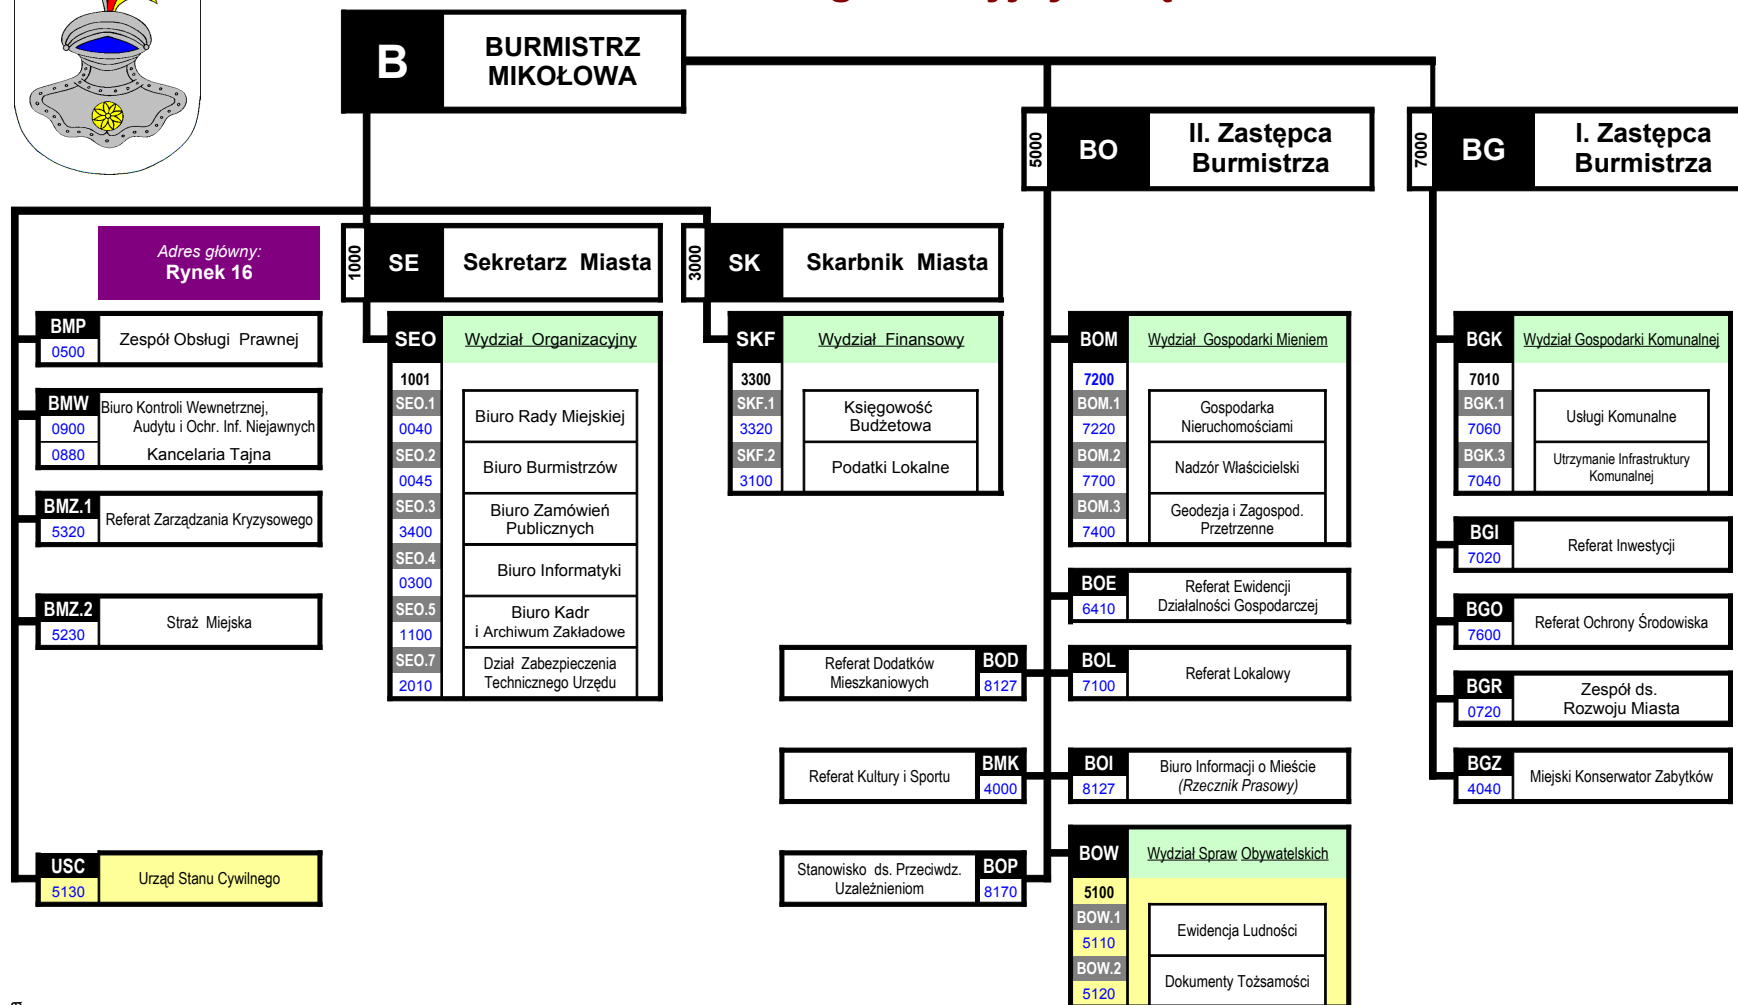 B
BURMISTRZ
MIKOŁOWA
5000
BO
II. Zastępca
Burmistrza
7000
BG
I. Zastępca
Burmistrza
Adres główny:
Rynek 16
1000
SE
Sekretarz Miasta
3000
SK
Skarbnik Miasta
BMP
0500
Zespół Obsługi Prawnej
BMW
0900
Biuro Kontroli Wewnetrznej,
Audytu i Ochr. Inf. Niejawnych
0880
Kancelaria Tajna
BMZ.1
5320
Referat Zarządzania Kryzysowego
BMZ.2
5230
Straż Miejska
USC
5130
Urząd Stanu Cywilnego
SEO
Wydział Organizacyjny
1001
SEO.1
0040
Biuro Rady Miejskiej
SEO.2
0045
Biuro Burmistrzów
SEO.3
3400
Biuro Zamówień
Publicznych
SEO.4
0300
Biuro Informatyki
SEO.5
1100
Biuro Kadr
i Archiwum Zakładowe
SEO.7
2010
Dział Zabezpieczenia
Technicznego Urzędu
SKF
Wydział Finansowy
3300
SKF.1
3320
Księgowość
Budżetowa
SKF.2
3100
Podatki Lokalne
BOM
Wydział Gospodarki Mieniem
7200
BOM.1
7220
Gospodarka
Nieruchomościami
BOM.2
7700
Nadzór Właścicielski
BOM.3
7400
Geodezja i Zagospod.
Przetrzenne
BOE
6410
Referat Ewidencji
Działalności Gospodarczej
Referat Dodatków
Mieszkaniowych
BOD
8127
BOL
7100
Referat Lokalowy
Referat Kultury i Sportu
BMK
4000
BOI
8127
Biuro Informacji o Mieście
(Rzecznik Prasowy)
Stanowisko ds. Przeciwdz.
Uzależnieniom
BOP
8170
BOW
Wydział Spraw Obywatelskich
5100
BOW.1
5110
Ewidencja Ludności
BOW.2
5120
Dokumenty Tożsamości
BGK
Wydział Gospodarki Komunalnej
7010
BGK.1
7060
Usługi Komunalne
BGK.3
7040
Utrzymanie Infrastruktury
Komunalnej
BGI
7020
Referat Inwestycji
BGO
7600
Referat Ochrony Środowiska
BGR
0720
Zespół ds.
Rozwoju Miasta
BGZ
4040
Miejski Konserwator Zabytków